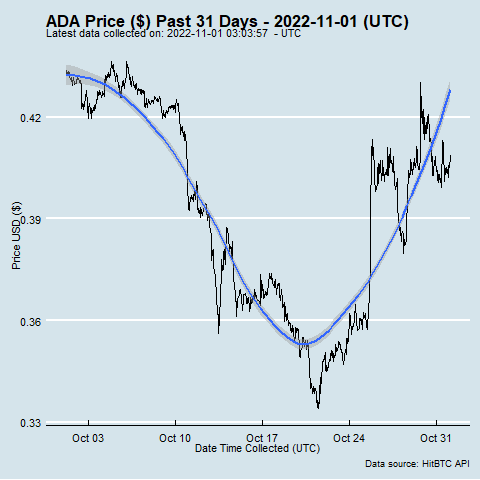 ADA Price ($) Past 31 Days - 2022-11-01 (UTC)
Latest data collected on: 2022-11-01 03:03:57 - UTC
0.42
0.39
0.36
0.33
Price USD ($)
Oct 03 Oct 10 Oct 17 Oct 24 Oct 31
Date Time Collected (UTC)
Data source: HitBTC API